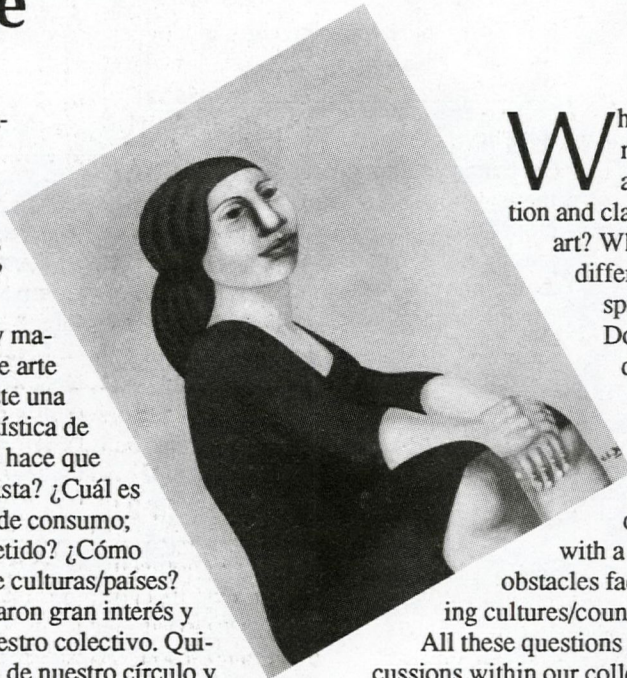 e
y ma-
e arte
te una
ística de
hace que
sta? ¿Cuál es
de consumo;
etido? ¿Cómo
e culturas/países?
aron gran interés y
estro colectivo. Qui-
de nuestro círculo y
Wh
tion and cla
art? Wh
differ
sp
Do
with a
obstacles fa
ing cultures/coun
All these questions
cussions within our coll